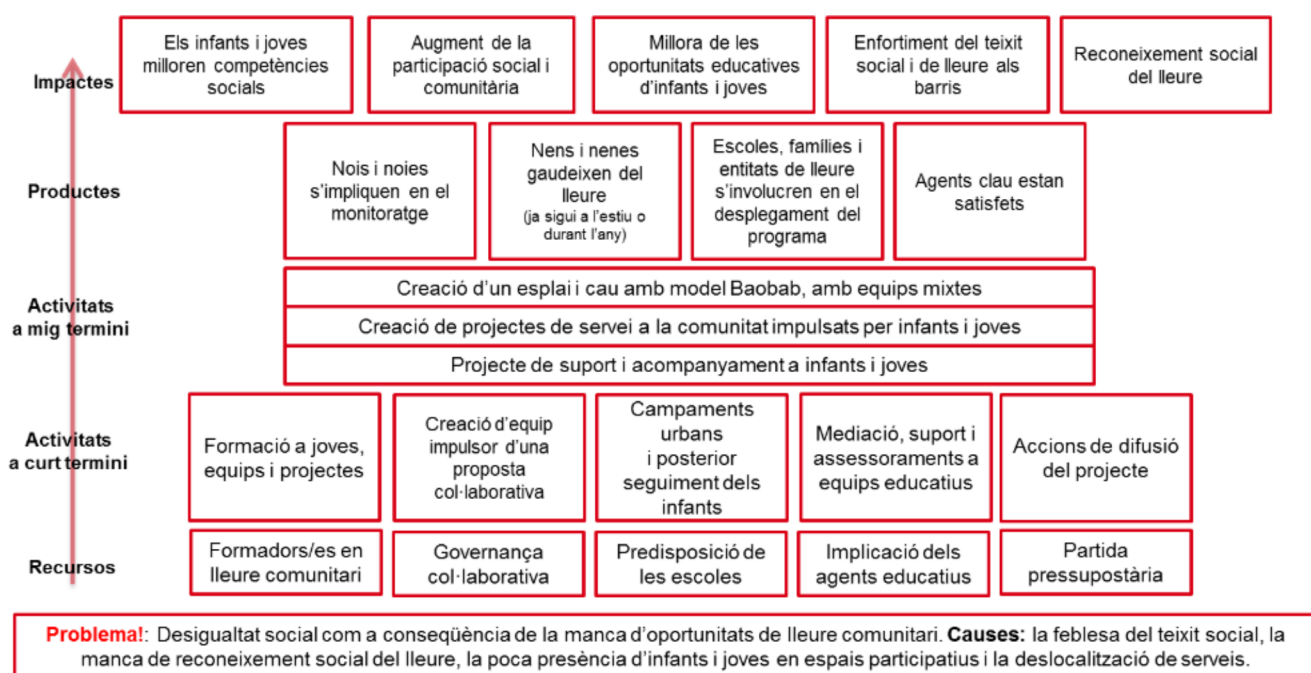 Impactes
Els infants i joves
milloren competències
socials
Augment de la
participació social i
comunitària
Millora de les
oportunitats educatives
d'infants i joves
Enfortiment del teixit
social i de lleure als
barris
Reconeixement social
del lleure
Productes
Nois i noies
s'impliquen en el
monitoratge
Nens i nenes
gaudeixen del
lleure
(ja sigui a l'estiu o
durant l'any)
Escoles, famílies i
entitats de lleure
s'involucren en el
desplegament del
programa
Agents clau estan
satisfets
Activitats
a mig termini
Creació d'un esplai i cau amb model Baobab, amb equips mixtes
Creació de projectes de servei a la comunitat impulsats per infants i joves
Projecte de suport i acompanyament a infants i joves
Activitats
a curt termini
Formació a joves,
equips i projectes
Creació d'equip
impulsor d'una
proposta
col·laborativa
Campaments
urbans
i posterior
seguiment dels
infants
Mediació, suport i
assessoraments a
equips educatius
Accions de difusió
del projecte
Recursos
Formadors/es en
lleure comunitari
Governança
col·laborativa
Predisposició de
les escoles
Implicació dels
agents educatius
Partida
pressupostària
Problema!: Desigualtat social com a conseqüència de la manca d'oportunitats de lleure comunitari. Causes: la feblesa del teixit social, la
manca de reconeixement social del lleure, la poca presència d'infants i joves en espais participatius i la deslocalització de serveis.